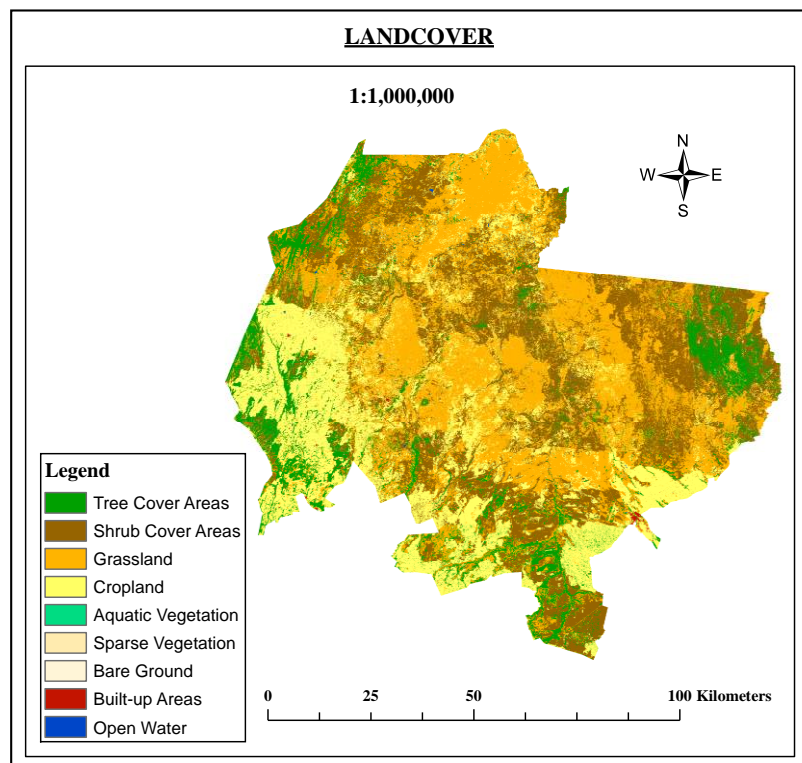 LANDCOVER
1:1,000,000
N
W E
S
Legend
Tree Cover Areas
Shrub Cover Areas
Grassland
Cropland
Aquatic Vegetation
Sparse Vegetation
Bare Ground
Built-up Areas
Open Water
0 25 50 100 Kilometers